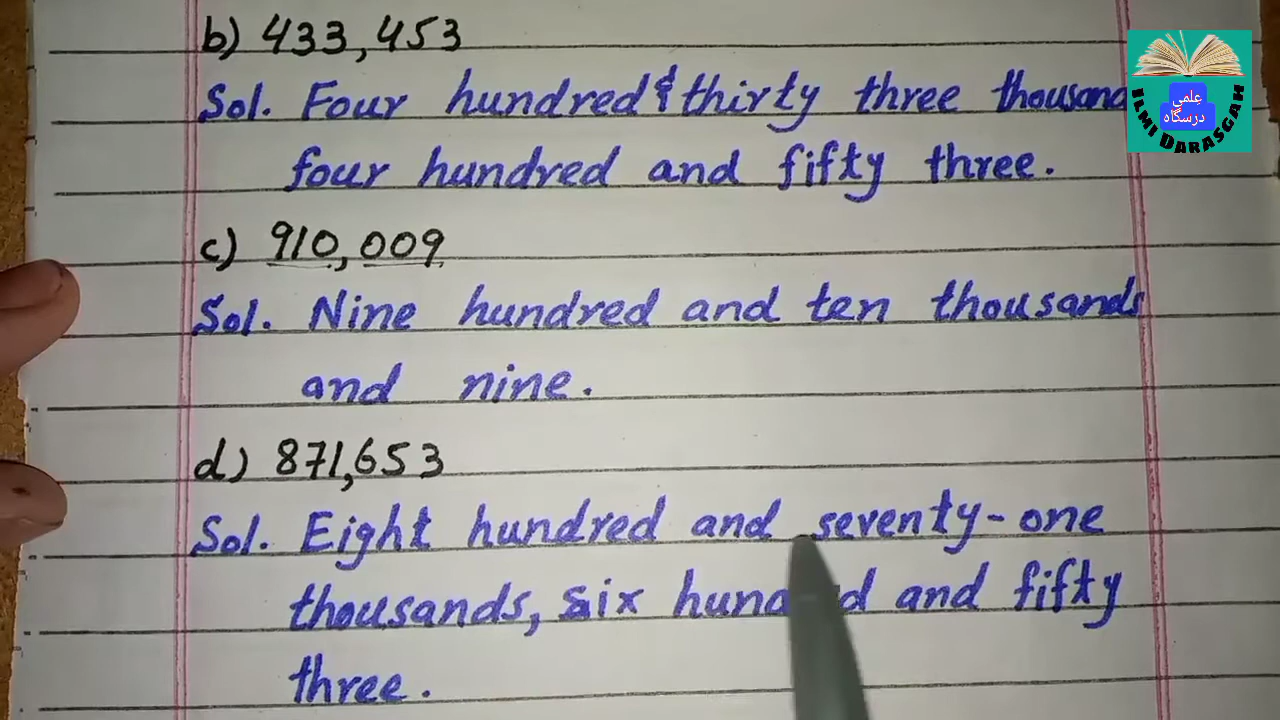 b) 433,453
Sol. Four hundred & thirty three thousand
four hundred and fifty three.
c) 910,009
Sol. Nine hundred and ten thousands
and nine.
d) 871,653
Sol. Eight hundred and seventy-one
thousands, six hundred and fifty
three.
علمی
درسگاه
ILMI DARASGAH